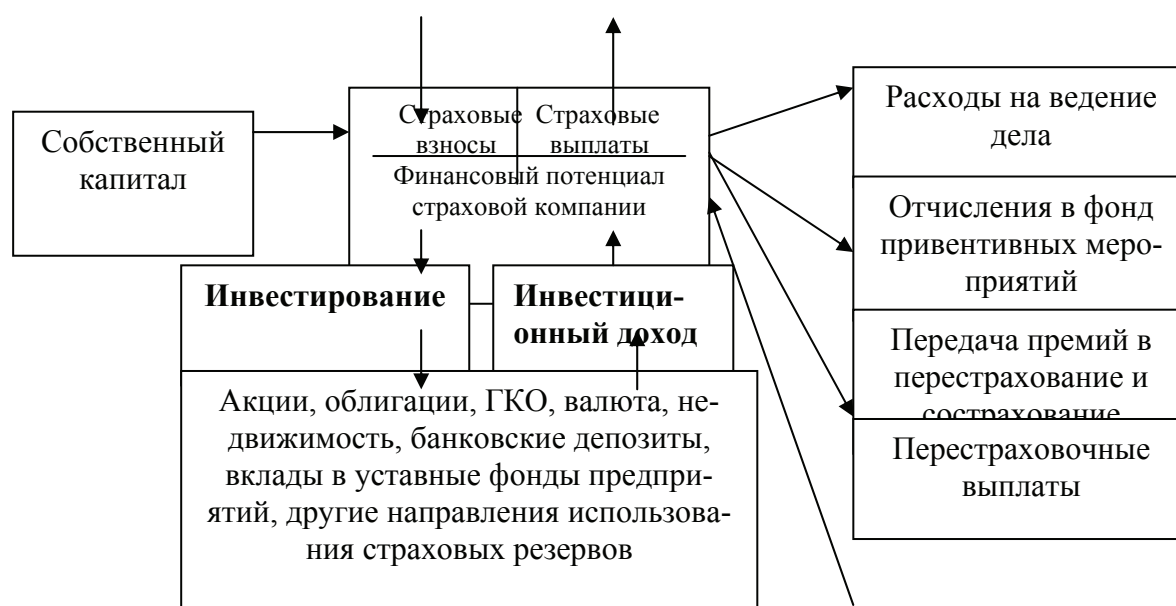 Собственный
капитал
Страховые
взносы
Страховые
выплаты
Финансовый потенциал
страховой компании
Инвестирование
Инвестици-
онный доход
Акции, облигации, ГКО, валюта, не-
движимость, банковские депозиты,
вклады в уставные фонды предпри-
ятий, другие направления использова-
ния страховых резервов
Расходы на ведение
дела
Отчисления в фонд
привентивных меро-
приятий
Передача премий в
перестрахование и
сострахование
Перестраховочные
выплаты